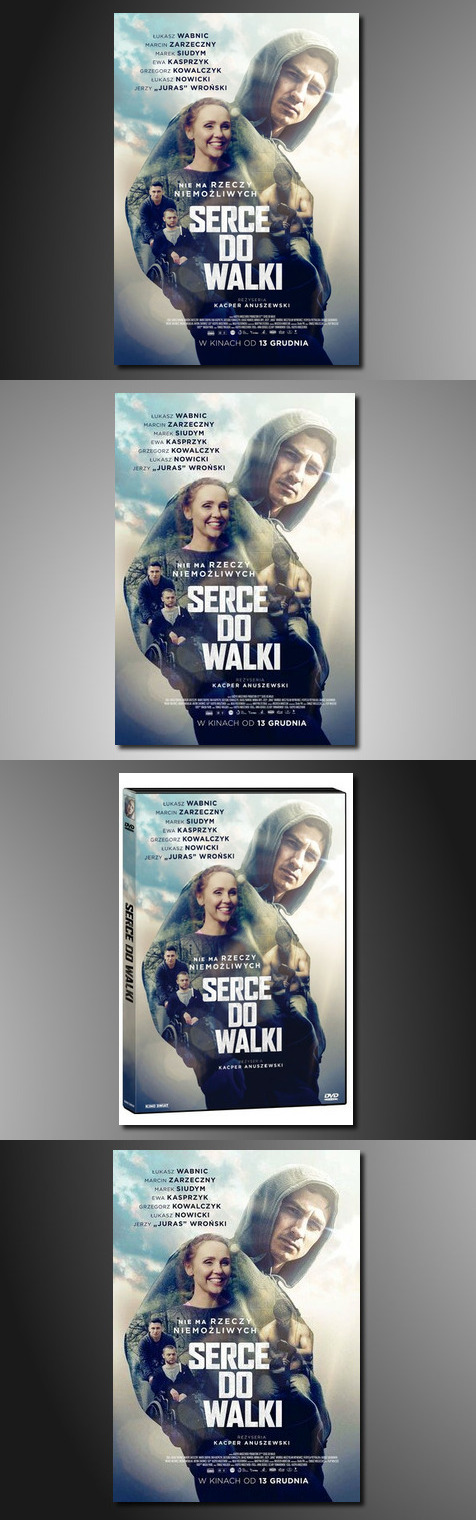 ŁUKASZ WABNIC
MARCIN ZARZECZNY
MAREK SIUDYM
EWA KASPRZYK
GRZEGORZ KOWALCZYK
ŁUKASZ NOWICKI
JERZY „JURAS” WROŃSKI
NIE MA RZECZY
NIEMOŻLIWYCH
SERCE
DO
WALKI
REŻYSERIA
KACPER ANUSZEWSKI
W KINACH OD 13 GRUDNIA
ŁUKASZ WABNIC
MARCIN ZARZECZNY
MAREK SIUDYM
EWA KASPRZYK
GRZEGORZ KOWALCZYK
ŁUKASZ NOWICKI
JERZY „JURAS” WROŃSKI
NIE MA RZECZY
NIEMOŻLIWYCH
SERCE
DO
WALKI
REŻYSERIA
KACPER ANUSZEWSKI
W KINACH OD 13 GRUDNIA
DVD
SERCE DO WALKI
ŁUKASZ WABNIC
MARCIN ZARZECZNY
MAREK SIUDYM
EWA KASPRZYK
GRZEGORZ KOWALCZYK
ŁUKASZ NOWICKI
JERZY „JURAS” WROŃSKI
NIE MA RZECZY
NIEMOŻLIWYCH
SERCE
DO
WALKI
REŻYSERIA
KACPER ANUSZEWSKI
KINO ŚWIAT
DVD
ŁUKASZ WABNIC
MARCIN ZARZECZNY
MAREK SIUDYM
EWA KASPRZYK
GRZEGORZ KOWALCZYK
ŁUKASZ NOWICKI
JERZY „JURAS” WROŃSKI
NIE MA RZECZY
NIEMOŻLIWYCH
SERCE
DO
WALKI
REŻYSERIA
KACPER ANUSZEWSKI
W KINACH OD 13 GRUDNIA